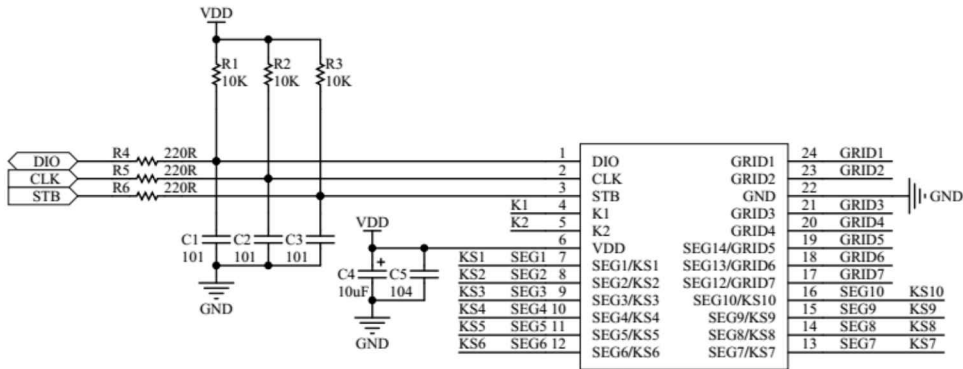 VDD
R1 R2 R3
10K 10K 10K
DIO R4 220R 1 DIO GRID1 24 GRID1
CLK R5 220R 2 CLK GRID2 23 GRID2
STB R6 220R 3 STB GND 22 GND
K1 4 K1 GRID3 21 GRID3
K2 5 K2 GRID4 20 GRID4
VDD 6 VDD SEG14/GRID5 19 GRID5
C1 C2 C3
101 101 101
GND
C4 + C5
10uF 104
GND
KS1 SEG1 7 SEG1/KS1 SEG13/GRID6 18 GRID6
KS2 SEG2 8 SEG2/KS2 SEG12/GRID7 17 GRID7
KS3 SEG3 9 SEG3/KS3 SEG10/KS10 16 SEG10 KS10
KS4 SEG4 10 SEG4/KS4 SEG9/KS9 15 SEG9 KS9
KS5 SEG5 11 SEG5/KS5 SEG8/KS8 14 SEG8 KS8
KS6 SEG6 12 SEG6/KS6 SEG7/KS7 13 SEG7 KS7